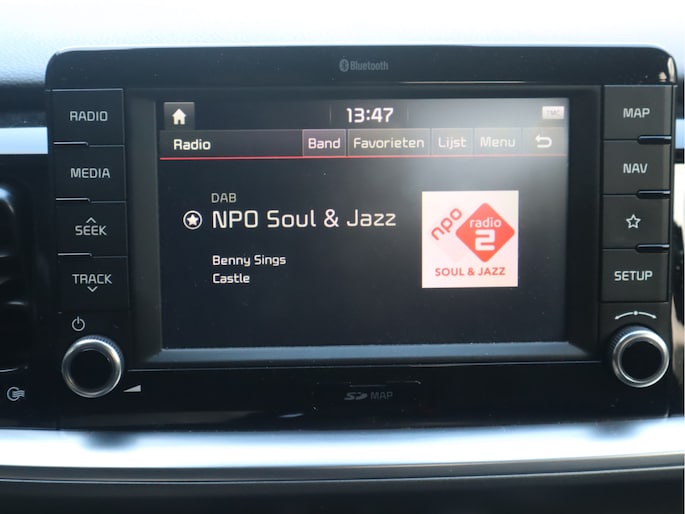 Bluetooth
RADIO
MEDIA
SEEK
TRACK
13:47
TMC
Radio Band Favorieten Lijst Menu
DAB
NPO Soul & Jazz
Benny Sings
Castle
npo
radio
2
SOUL & JAZZ
MAP
NAV
SETUP
SD MAP